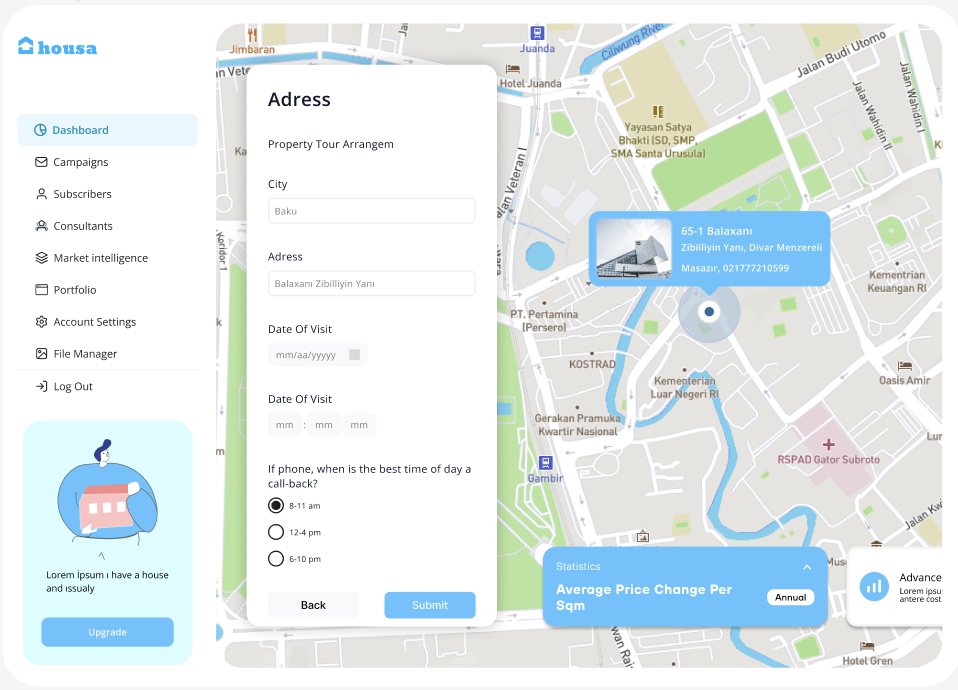 housa
Dashboard
Campaigns
Subscribers
Consultants
Market intelligence
Portfolio
Account Settings
File Manager
Log Out
Lorem İpsum ı have a house
and ıssualy
Upgrade
Adress
Property Tour Arrangem
City
Baku
Adress
Balaxanı Zibilliyin Yanı
Date Of Visit
mm/aa/yyyyy
Date Of Visit
mm : mm mm
If phone, when is the best time of day a
call-back?
8-11 am
12-4 pm
6-10 pm
Back
Submit
Jimbaran
Juanda
Hotel Juanda
Ciliwung River
Jalan Budi Utomo
Jalan Wahidin II
Jalan Wahidin I
Yayasan Satya
Bhakti (SD, SMP,
SMA Santa Ursula)
Jalan Veteran I
Koridor 1
65-1 Balaxanı
Zibilliyin Yanı, Divar Menzereli
Masazır, 021777210599
Kementrian
Keuangan RI
PT. Pertamina
(Persero)
KOSTRAD
Kementerian
Luar Negeri RI
Oasis Amir
Gerakan Pramuka
Kwartir Nasional
RSPAD Gator Subroto
Gambir
Statistics
Average Price Change Per
Sqm
Annual
Advance
Lorem ipsu
antere cost
Hotel Gren